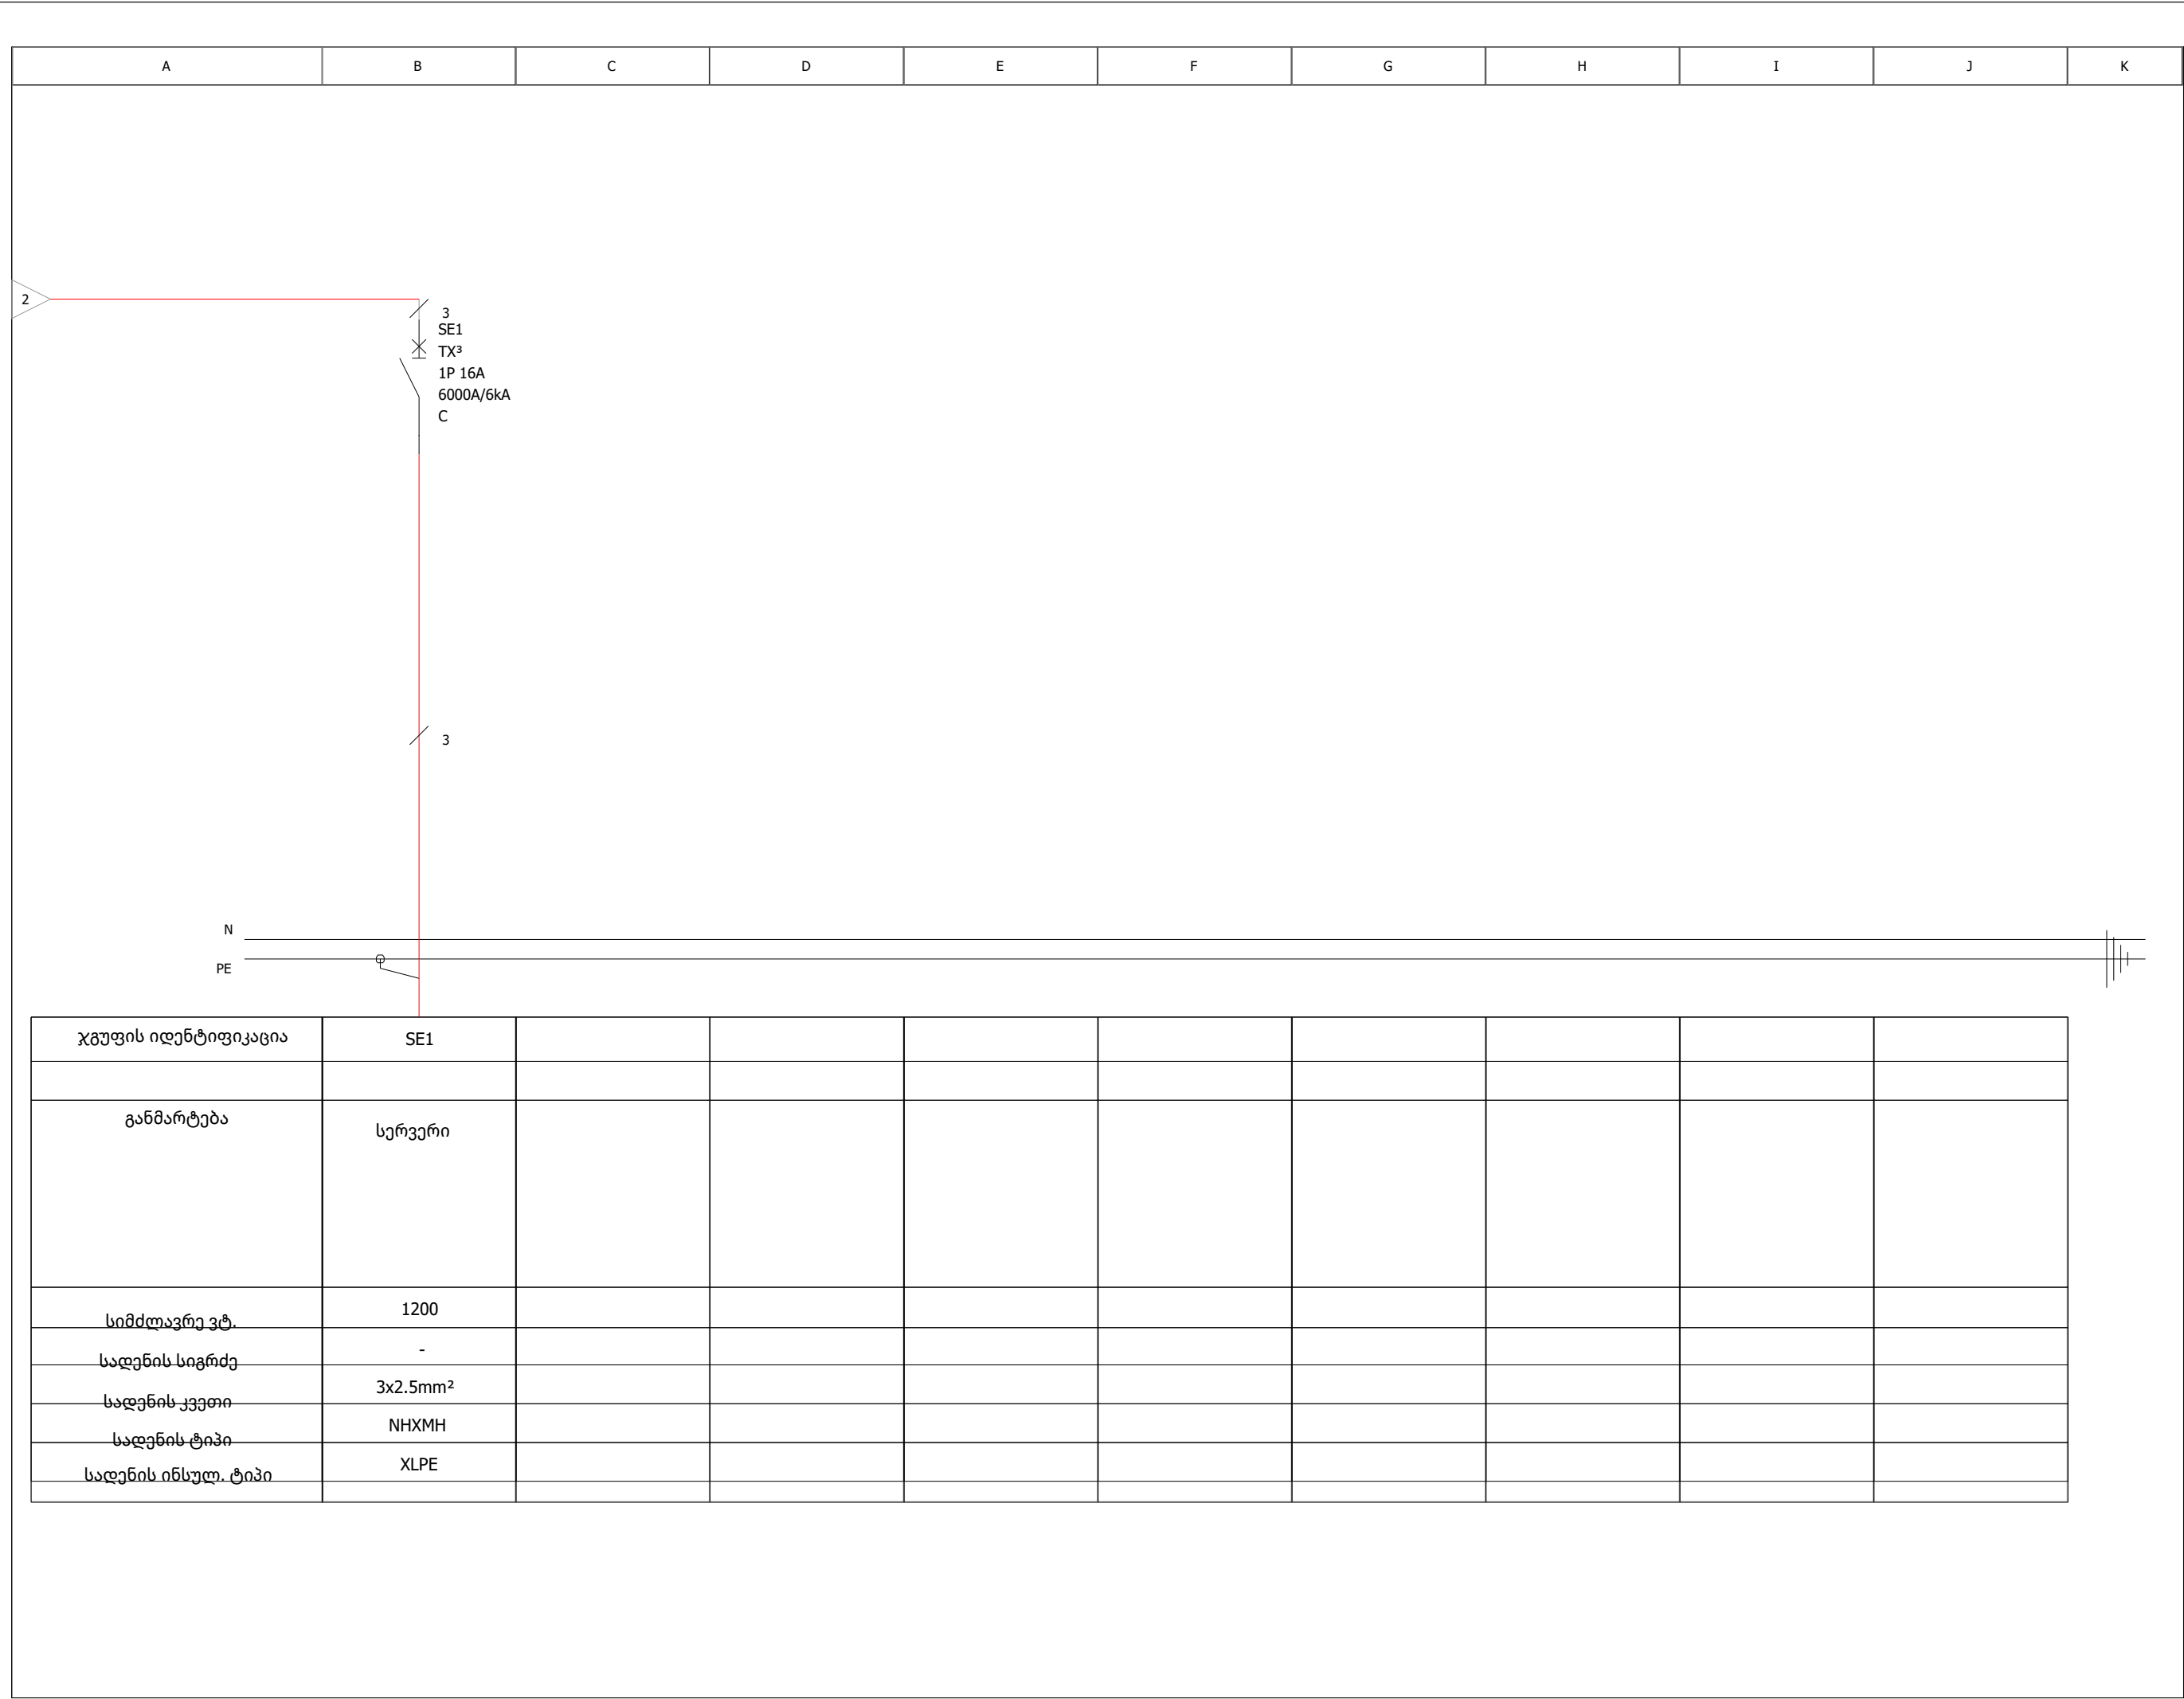 A B C D E F G H I J K
2
3
SE1
TX³
1P 16A
6000A/6kA
C
3
N
PE
ჯგუფის იდენტიფიკაცია SE1
განმარტება სერვერი
სიმძლავრე ვტ. 1200
სადენის სიგრძე -
სადენის კვეთი 3x2.5mm²
სადენის ტიპი NHXMH
სადენის ინსულ. ტიპი XLPE